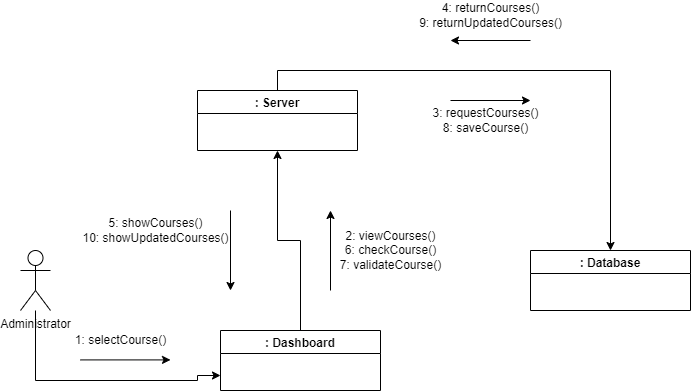 4: returnCourses()
9: returnUpdatedCourses()
: Server
3: requestCourses()
8: saveCourse()
5: showCourses()
10: showUpdatedCourses()
2: viewCourses()
6: checkCourse()
7: validateCourse()
: Database
Administrator
1: selectCourse()
: Dashboard